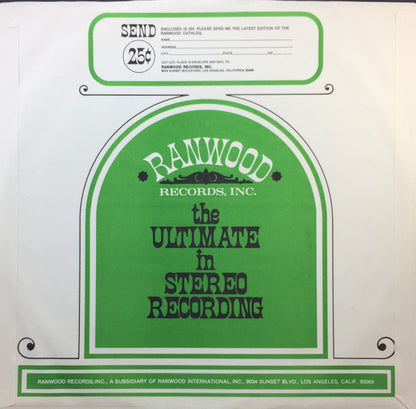 SEND
25¢
ENCLOSED IS 25¢. PLEASE SEND ME THE LATEST EDITION OF THE
RANWOOD CATALOG.
NAME
ADDRESS
CITY STATE ZIP
CUT OUT, PLACE IN ENVELOPE AND MAIL TO:
RANWOOD RECORDS, INC.
9034 SUNSET BOULEVARD, LOS ANGELES, CALIFORNIA 90069
RANWOOD
RECORDS, INC.
the
ULTIMATE
in
STEREO
RECORDING
RANWOOD RECORDS, INC., A SUBSIDIARY OF RANWOOD INTERNATIONAL, INC., 9034 SUNSET BLVD., LOS ANGELES, CALIF. 90069